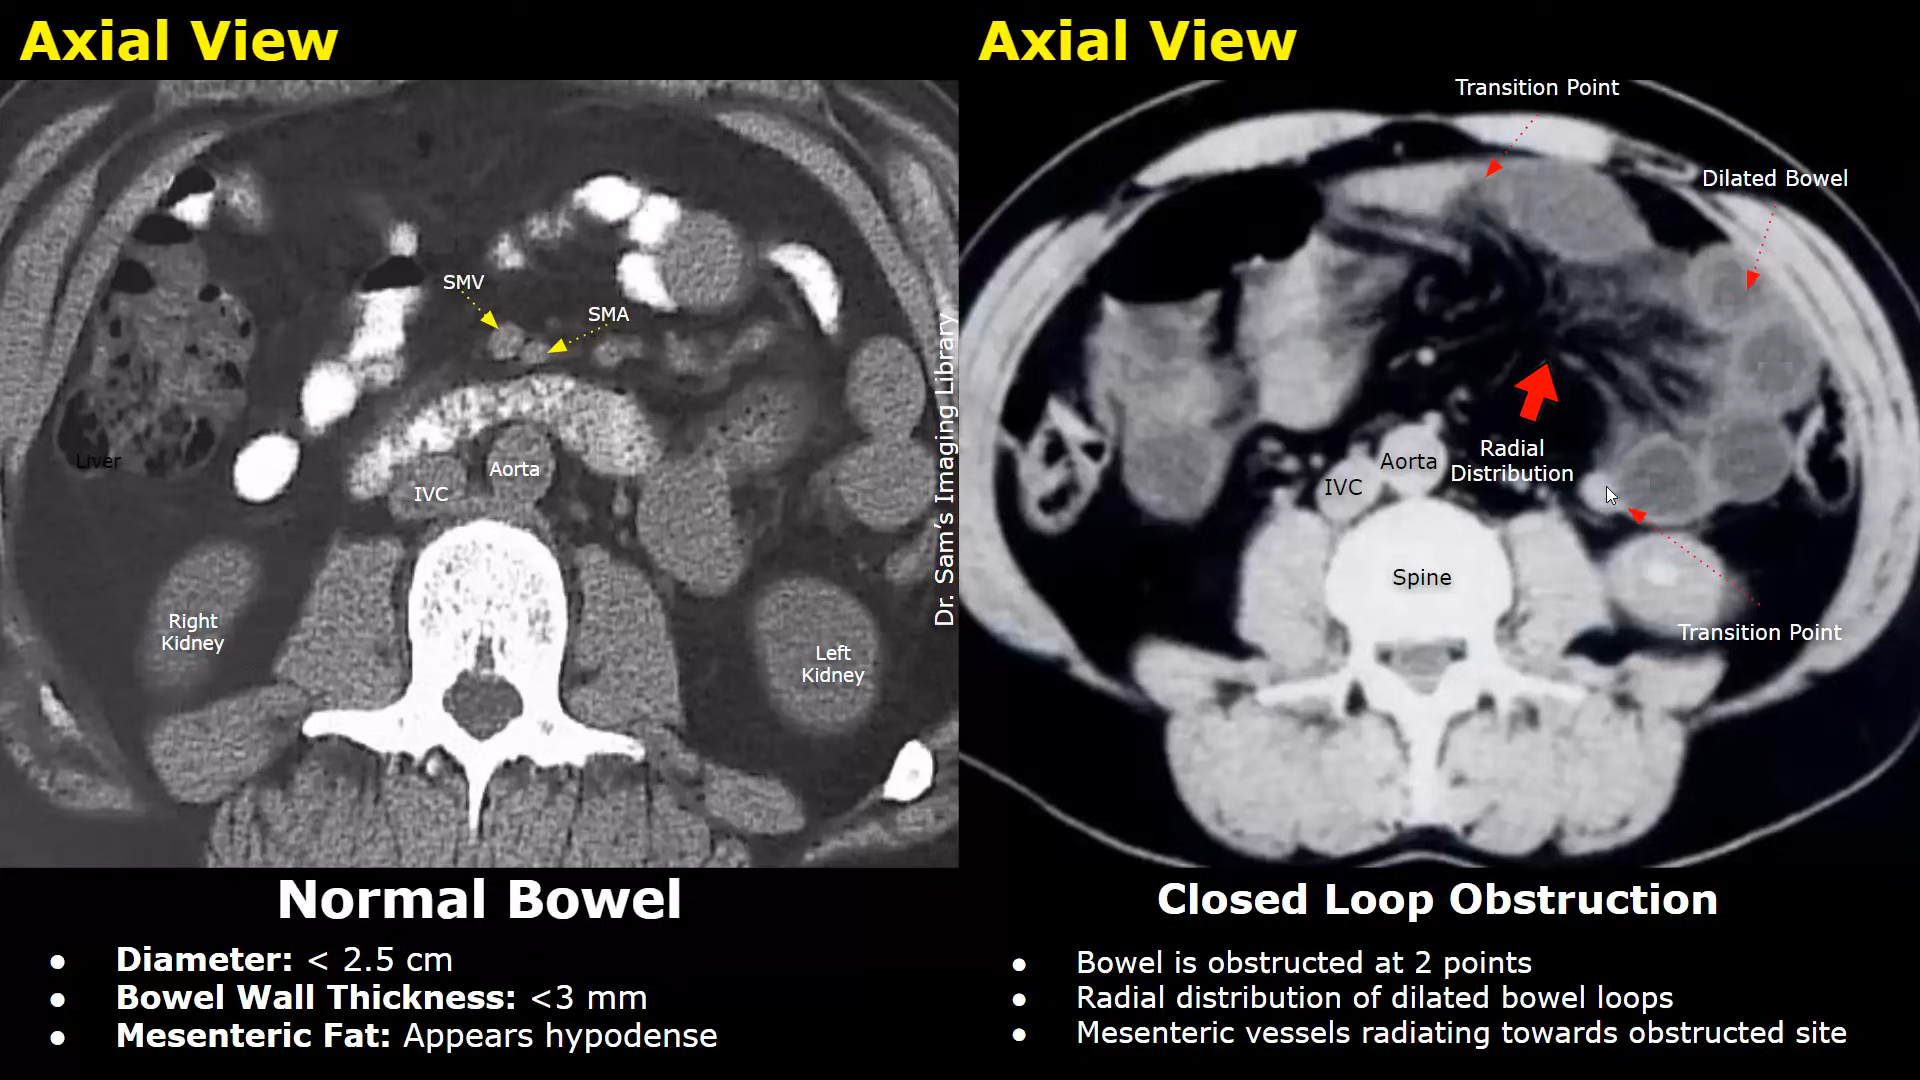 Axial View
SMV
SMA
Liver
Aorta
IVC
Right
Kidney
Left
Kidney
Normal Bowel
● Diameter: < 2.5 cm
● Bowel Wall Thickness: <3 mm
● Mesenteric Fat: Appears hypodense
Dr. Sam's Imaging Library
Axial View
Transition Point
Dilated Bowel
Radial
Distribution
Aorta
IVC
Spine
Transition Point
Closed Loop Obstruction
● Bowel is obstructed at 2 points
● Radial distribution of dilated bowel loops
● Mesenteric vessels radiating towards obstructed site